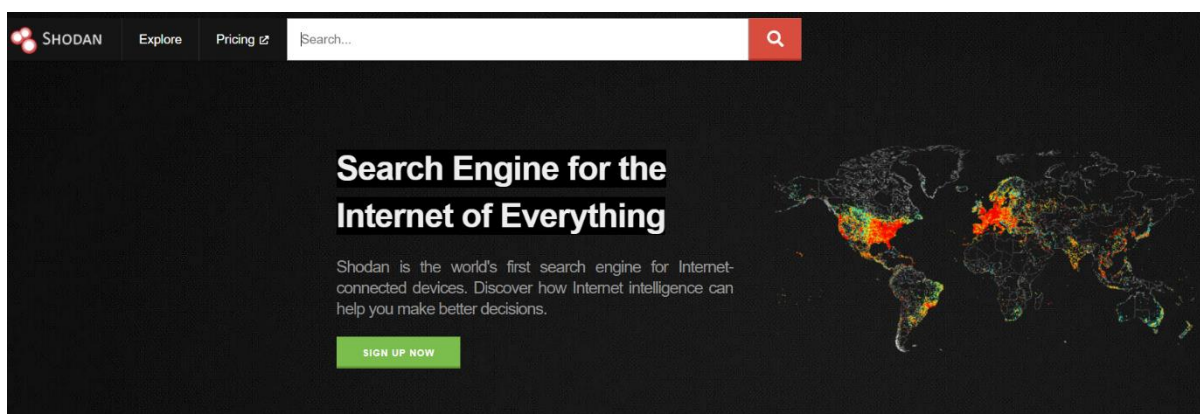 SHODAN Explore Pricing Search...
Search Engine for the
Internet of Everything
Shodan is the world's first search engine for Internet-
connected devices. Discover how Internet intelligence can
help you make better decisions.
SIGN UP NOW